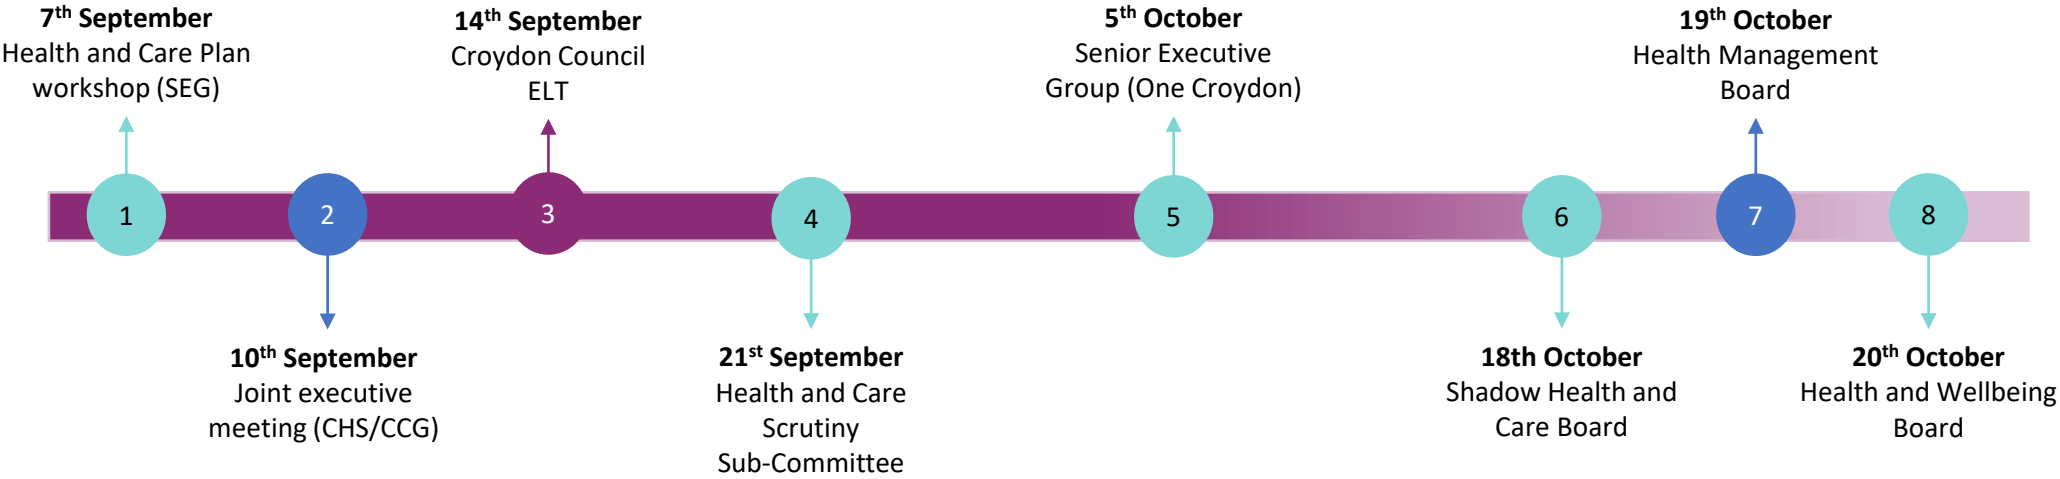 7th September
Health and Care Plan
workshop (SEG)
14th September
Croydon Council
ELT
5th October
Senior Executive
Group (One Croydon)
19th October
Health Management
Board
1
2
3
4
5
6
7
8
10th September
Joint executive
meeting (CHS/CCG)
21st September
Health and Care
Scrutiny
Sub-Committee
18th October
Shadow Health and
Care Board
20th October
Health and Wellbeing
Board